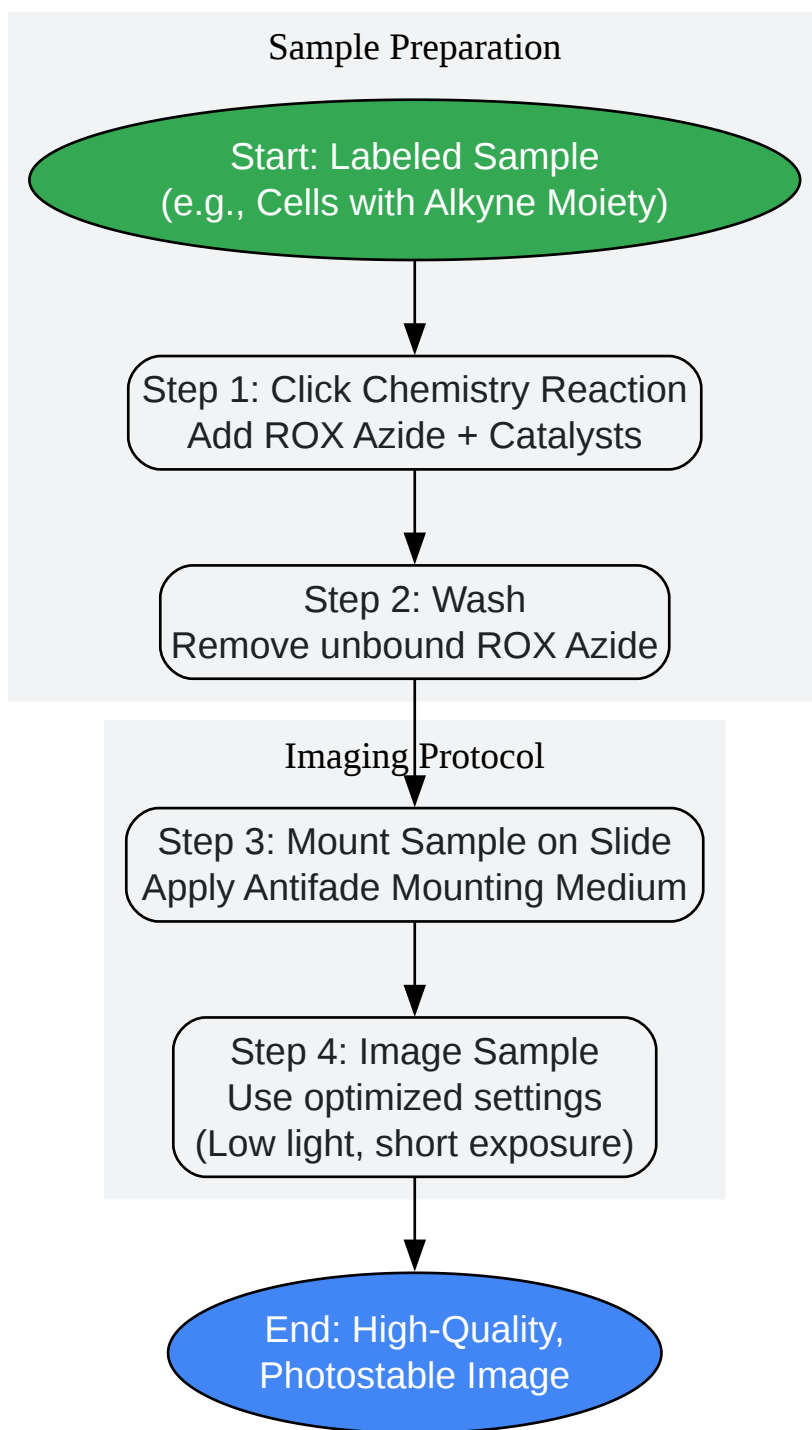 Sample Preparation
Start: Labeled Sample
(e.g., Cells with Alkyne Moiety)
Step 1: Click Chemistry Reaction
Add ROX Azide + Catalysts
Step 2: Wash
Remove unbound ROX Azide
Imaging Protocol
Step 3: Mount Sample on Slide
Apply Antifade Mounting Medium
Step 4: Image Sample
Use optimized settings
(Low light, short exposure)
End: High-Quality,
Photostable Image